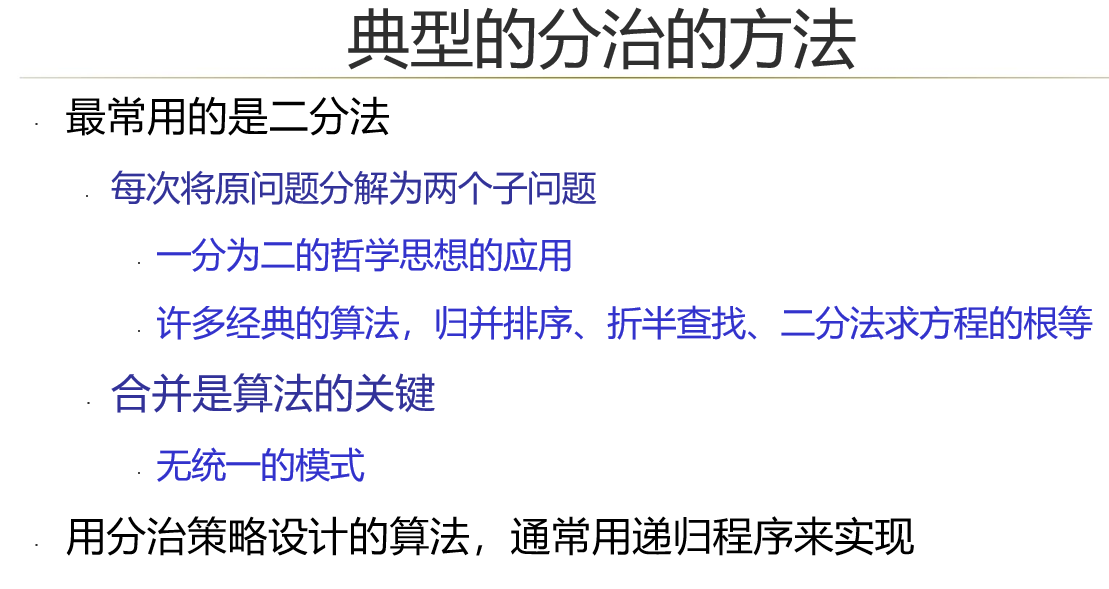 典型的分治的方法
最常用的是二分法
每次将原问题分解为两个子问题
一分为二的哲学思想的应用
许多经典的算法，归并排序、折半查找、二分法求方程的根等
合并是算法的关键
无统一的模式
用分治策略设计的算法，通常用递归程序来实现